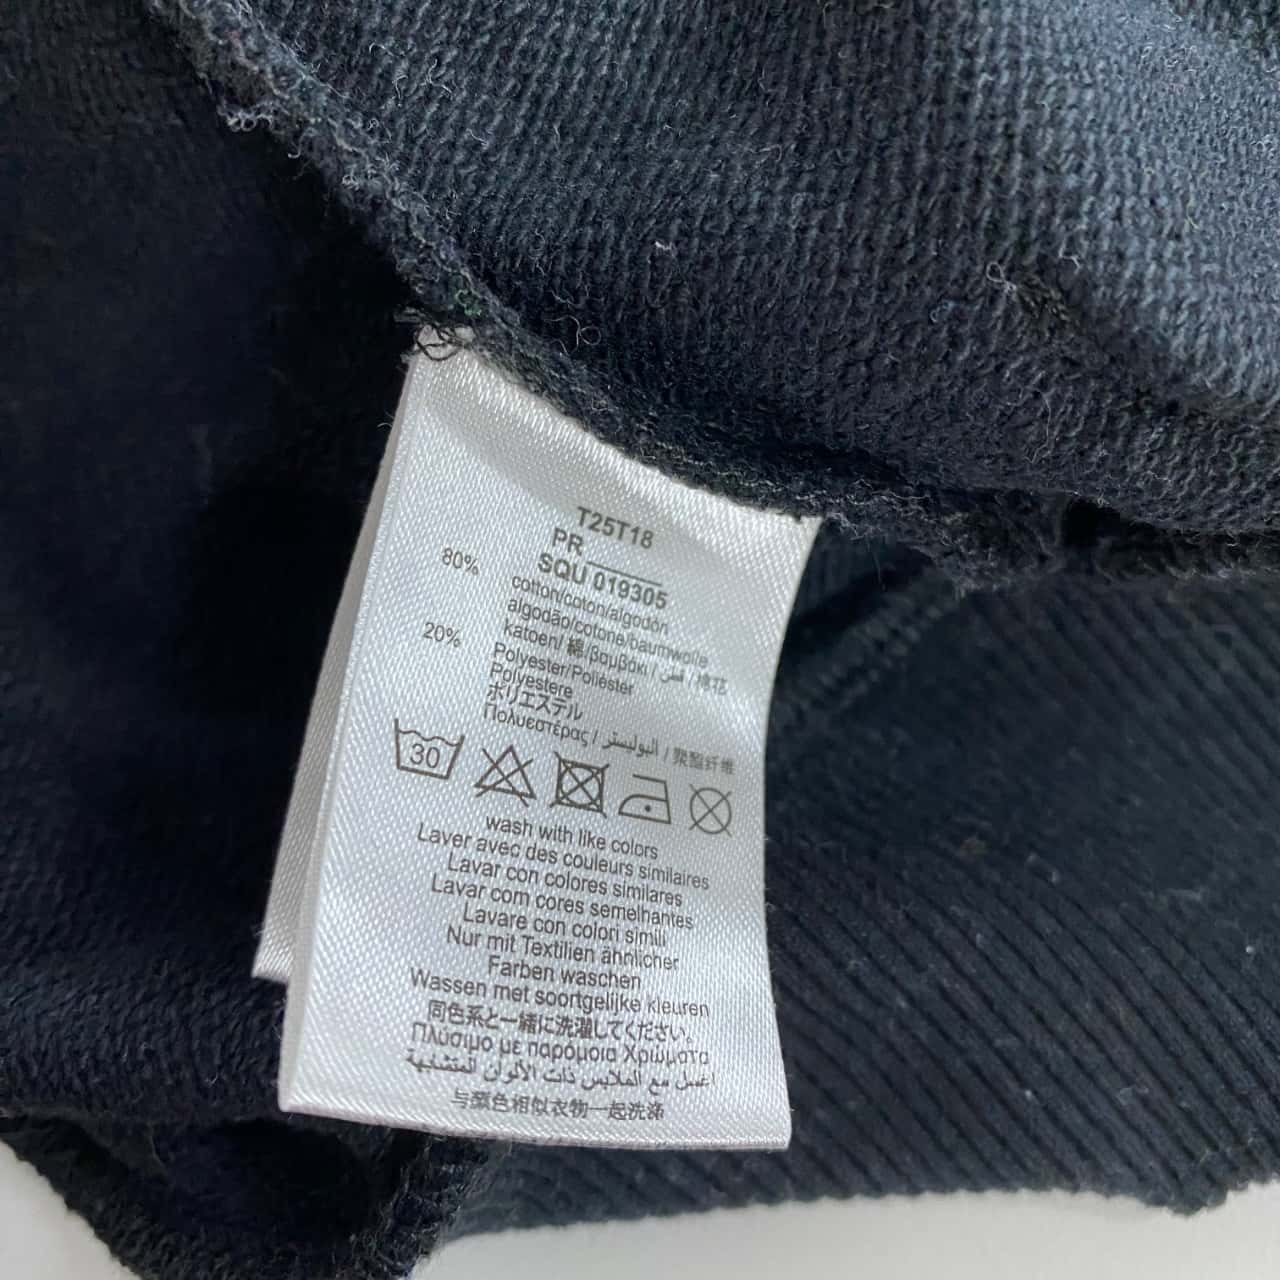 T25T18
PR
SQU 019305
80% cotton/coton/algodón
algodão/cotone/baumwolle
katoen/ 綿/βαμβάκι / قطن / 棉花
20% Polyester/Poliéster
Polyestere
ポリエステル
Πολυεστέρας / البوليستر / 聚酯纤维
30
wash with like colors
Laver avec des couleurs similaires
Lavar con colores similares
Lavar com cores semelhantes
Lavare con colori simili
Nur mit Textilien ähnlicher
Farben waschen
Wassen met soortgelijke kleuren
同色系と一緒に洗濯してください。
Πλύσιμο με παρόμοια Χρώματα
اغسل مع الملابس ذات الألوان المتشابهة
与颜色相似衣物一起洗涤